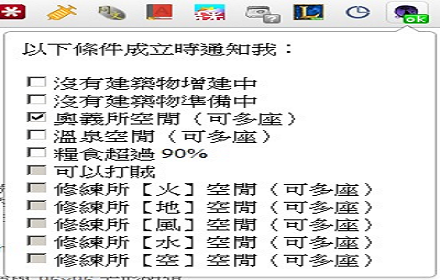 ok
以下條件成立時通知我：
沒有建築物增建中
沒有建築物準備中
奧義所空閒（可多座）
溫泉空閒（可多座）
糧食超過 90%
可以打賊
修練所【火】空閒（可多座）
修練所【地】空閒（可多座）
修練所【風】空閒（可多座）
修練所【水】空閒（可多座）
修練所【空】空閒（可多座）